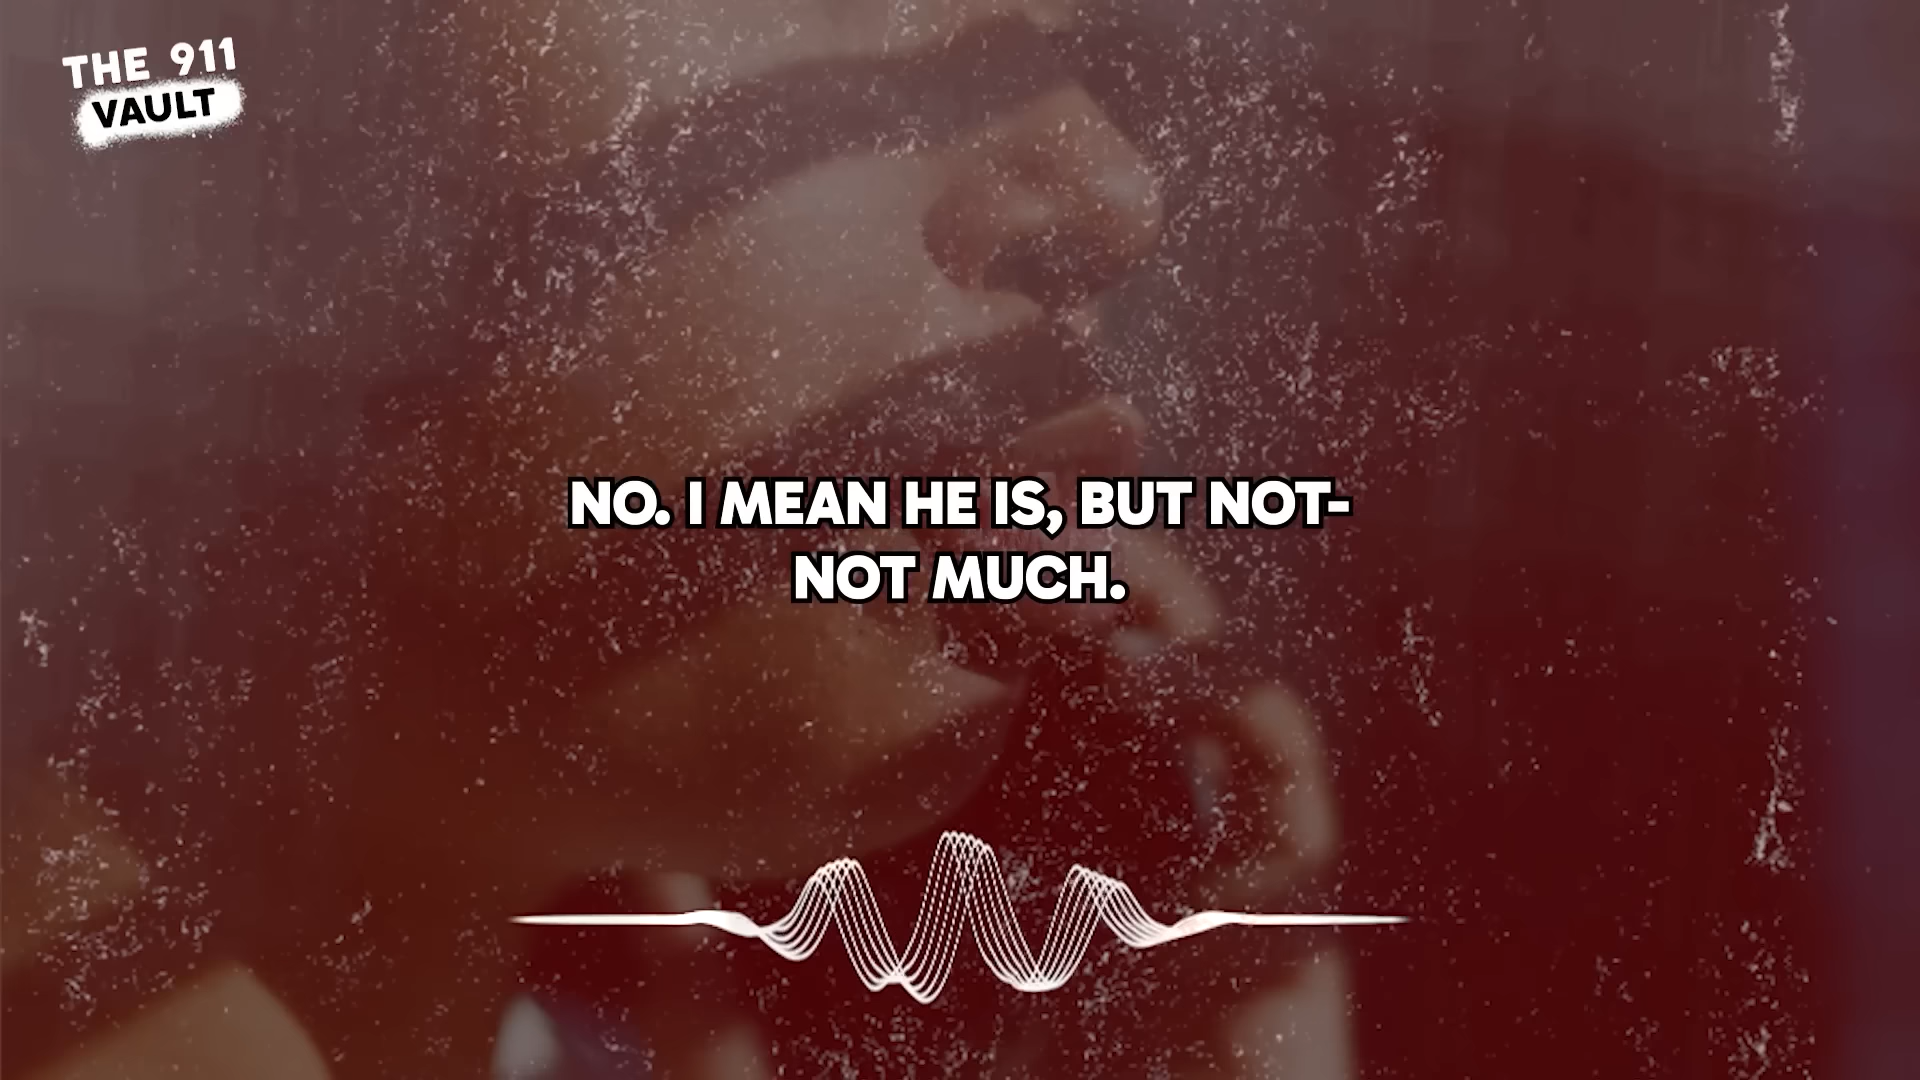 THE 911
VAULT
NO. I MEAN HE IS, BUT NOT-
NOT MUCH.